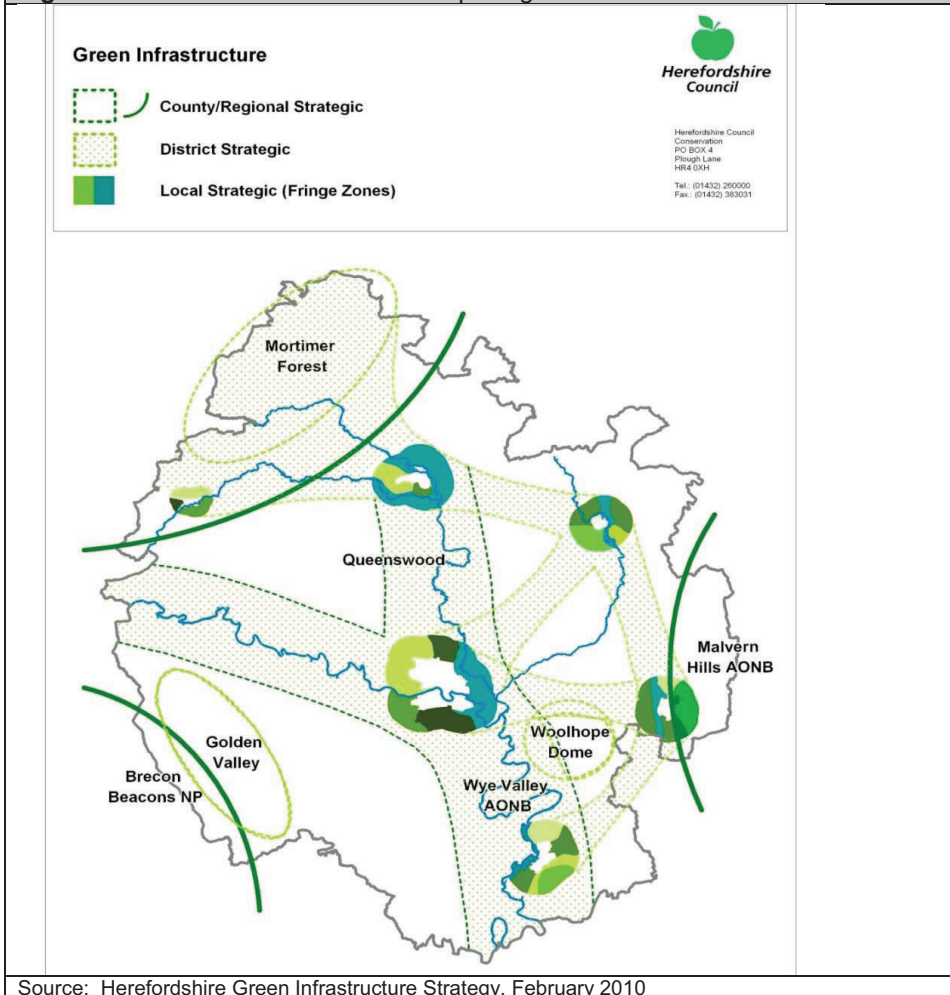 Green Infrastructure
County/Regional Strategic
District Strategic
Local Strategic (Fringe Zones)
Herefordshire
Council
Herefordshire Council
Conservation
PO BOX 4
Plough Lane
HR4 0XH
Tel.: (01432) 260000
Fax.: (01432) 383031
Mortimer
Forest
Queenswood
Malvern
Hills AONB
Golden
Valley
Woolhope
Dome
Brecon
Beacons NP
Wye Valley
AONB
Source: Herefordshire Green Infrastructure Strategy, February 2010